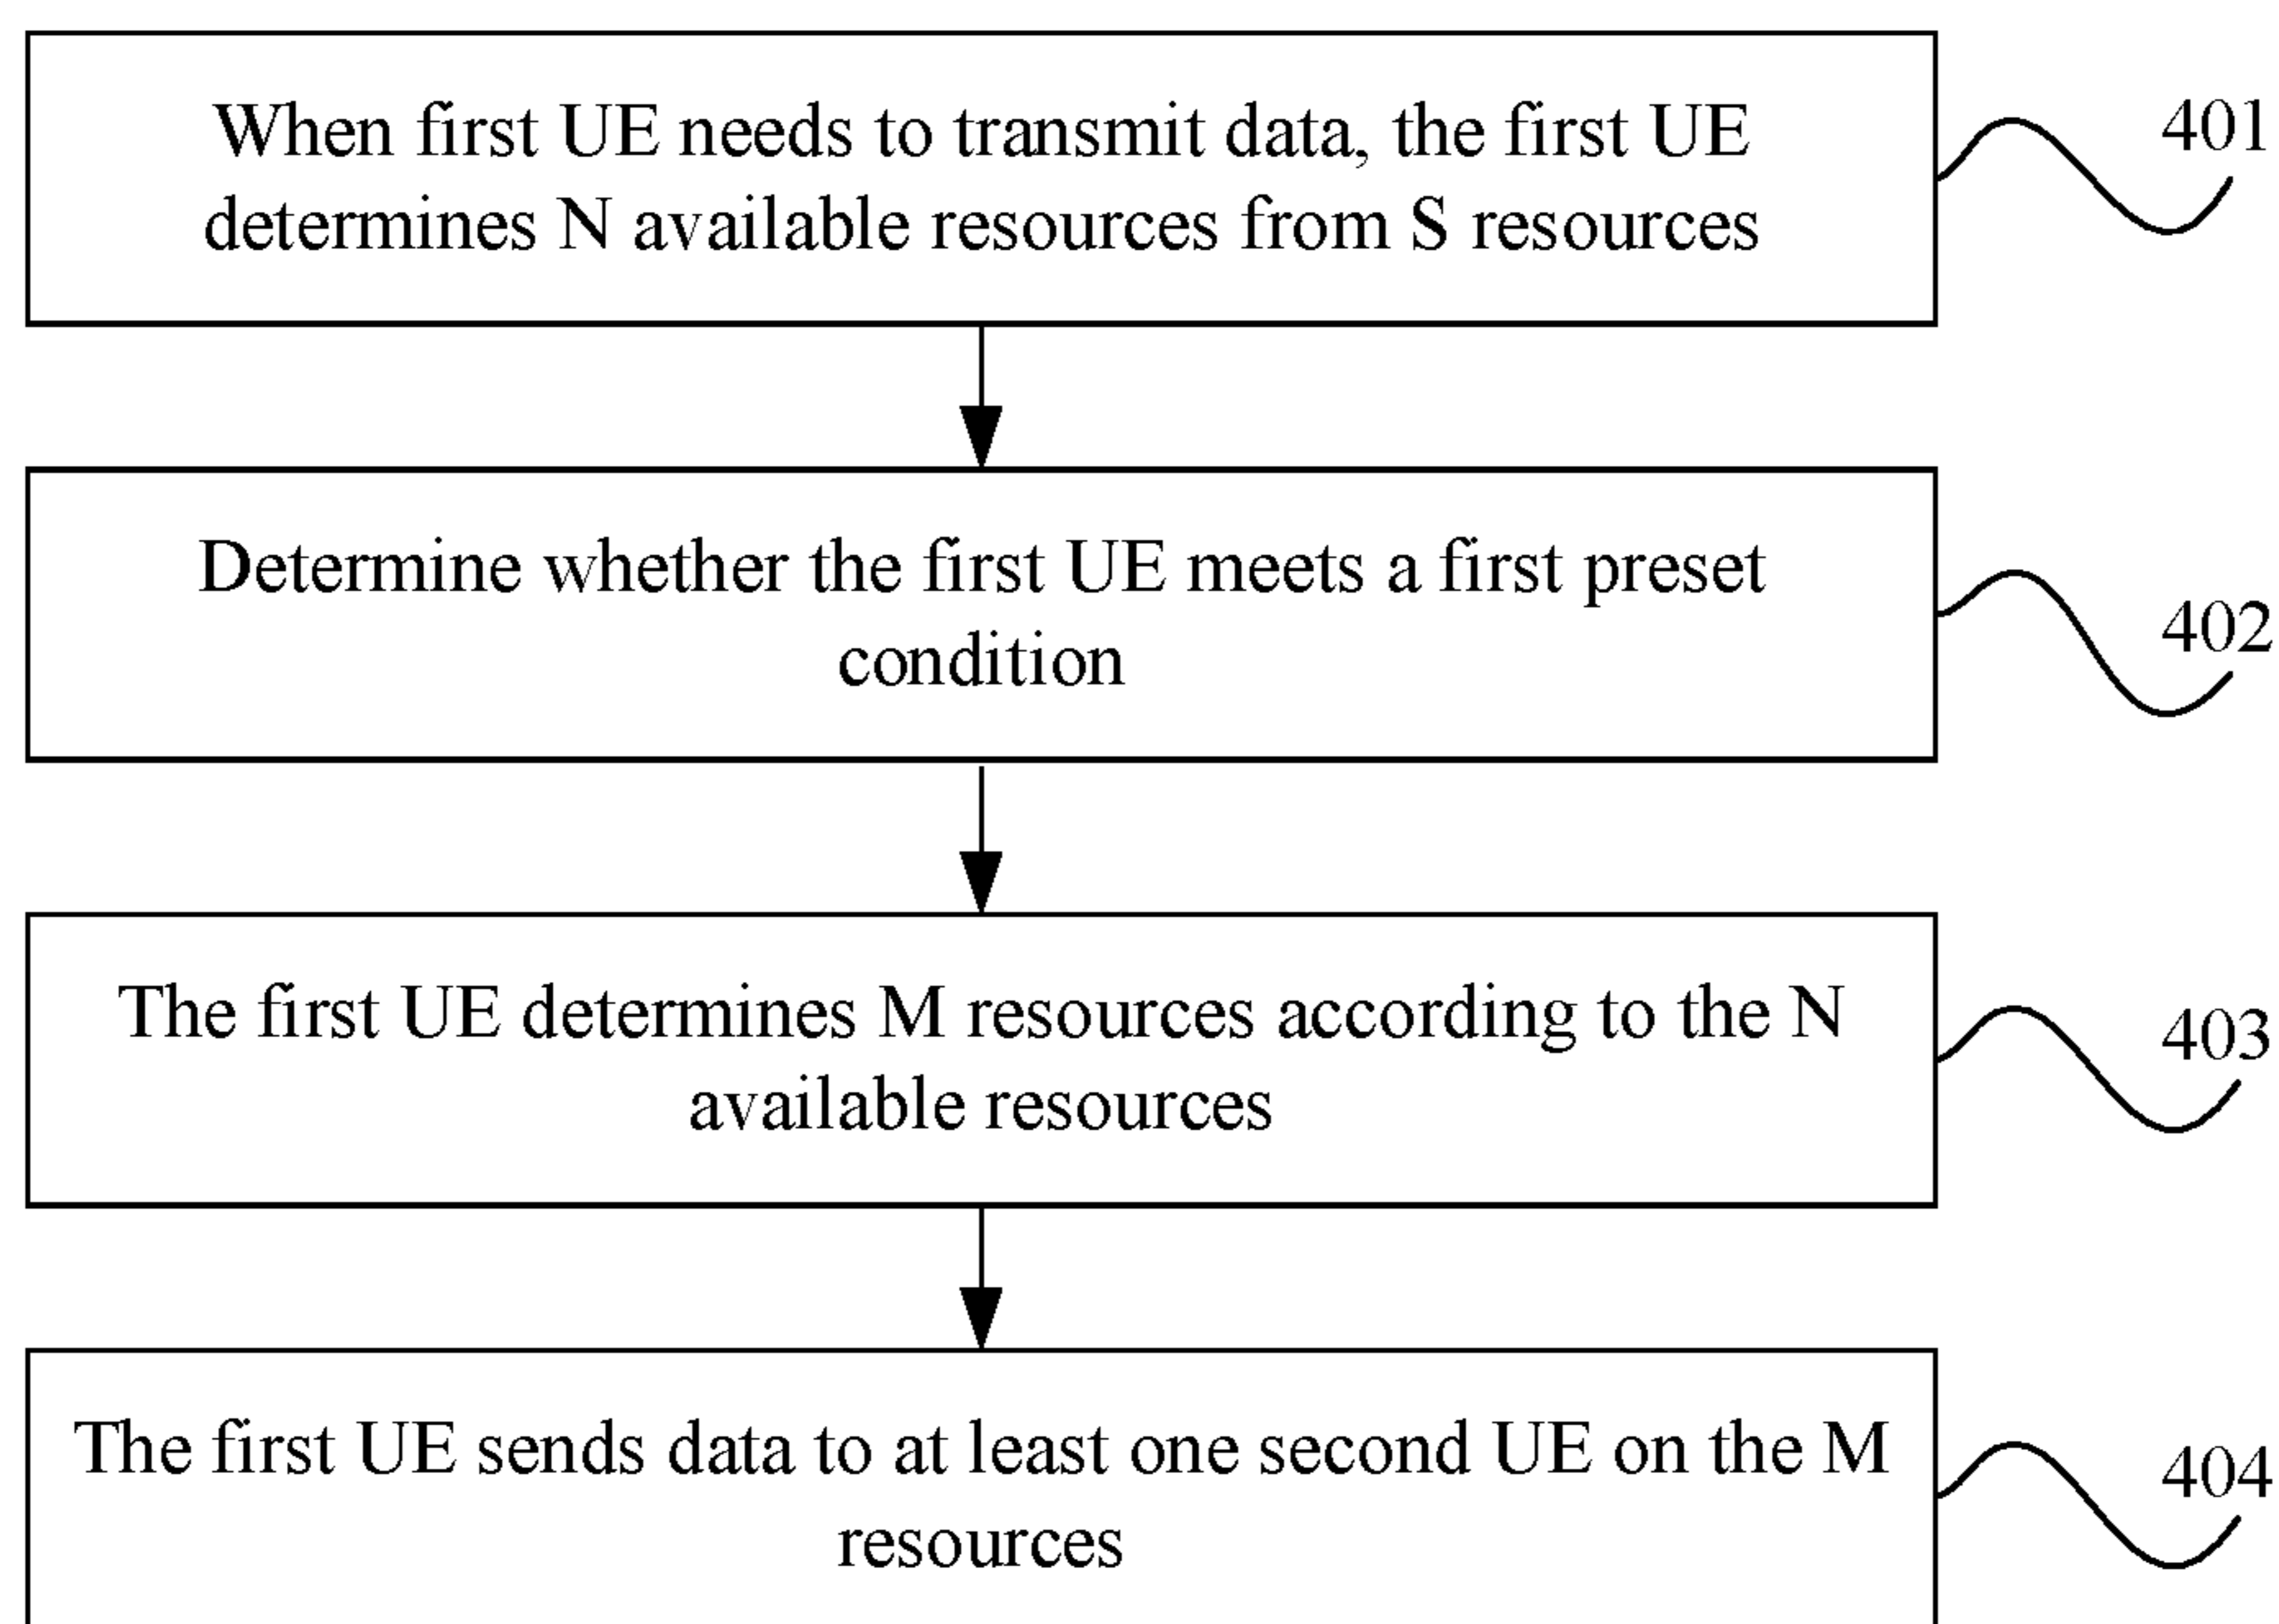 When first UE needs to transmit data, the first UE
determines N available resources from S resources
401
Determine whether the first UE meets a first preset
condition
402
The first UE determines M resources according to the N
available resources
403
The first UE sends data to at least one second UE on the M
resources
404